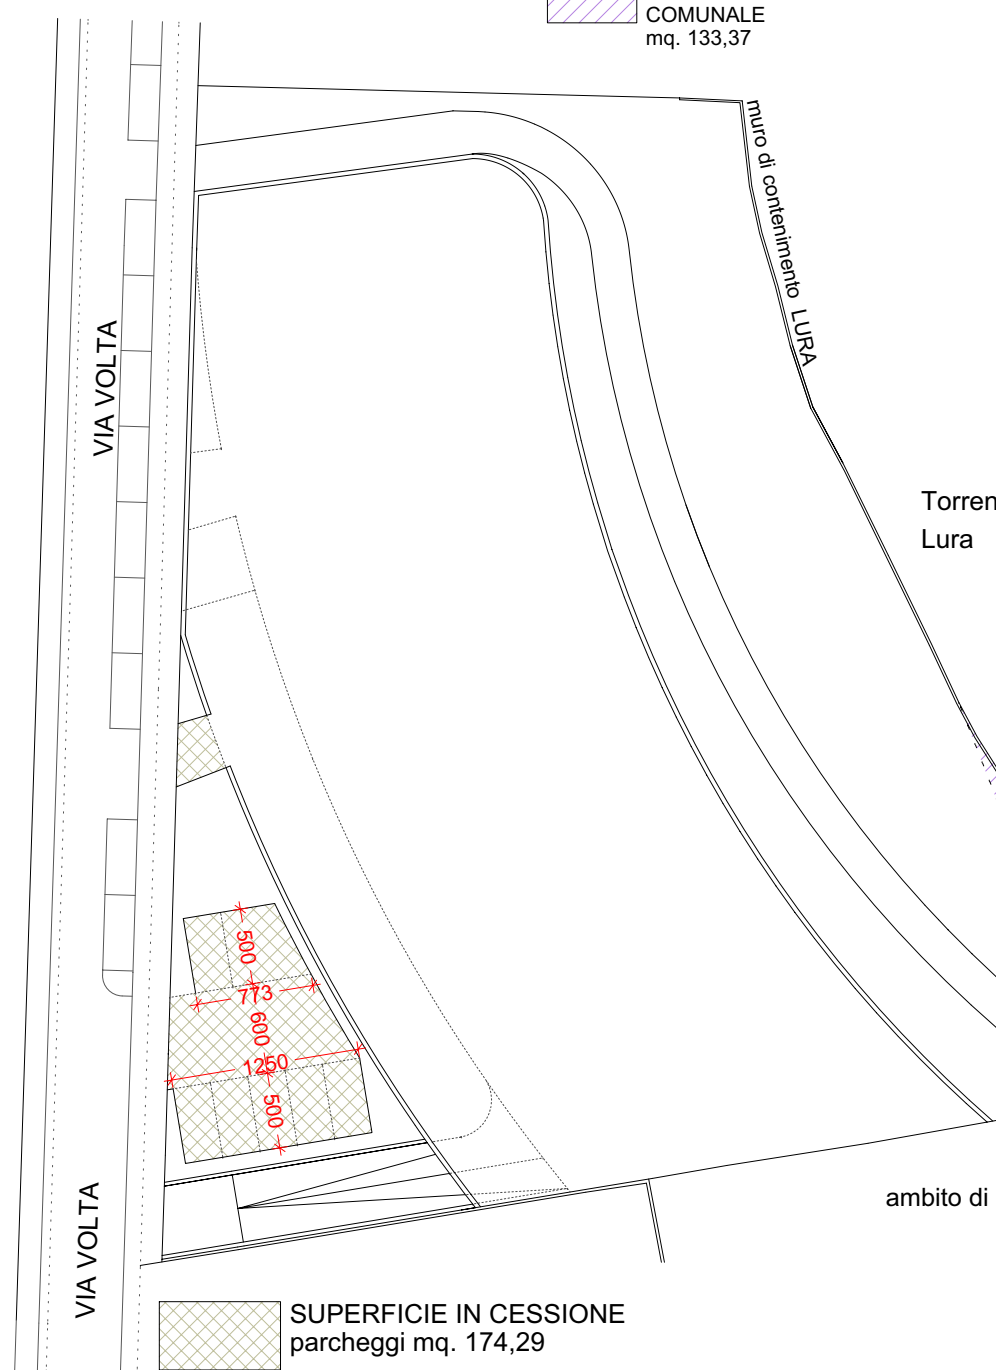 COMUNALE
mq. 133,37
muro di contenimento LURA
VIA VOLTA
Torren
Lura
500
773
600
1250
500
ambito di
VIA VOLTA
SUPERFICIE IN CESSIONE
parcheggi mq. 174,29